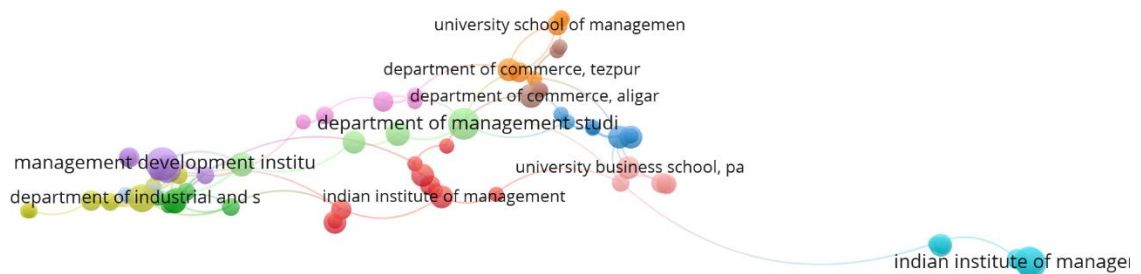 university school of managemen
department of commerce, tezpur
department of commerce, aligar
department of management studi
management development institu
university business school, pa
department of industrial and s
indian institute of management
indian institute of manager